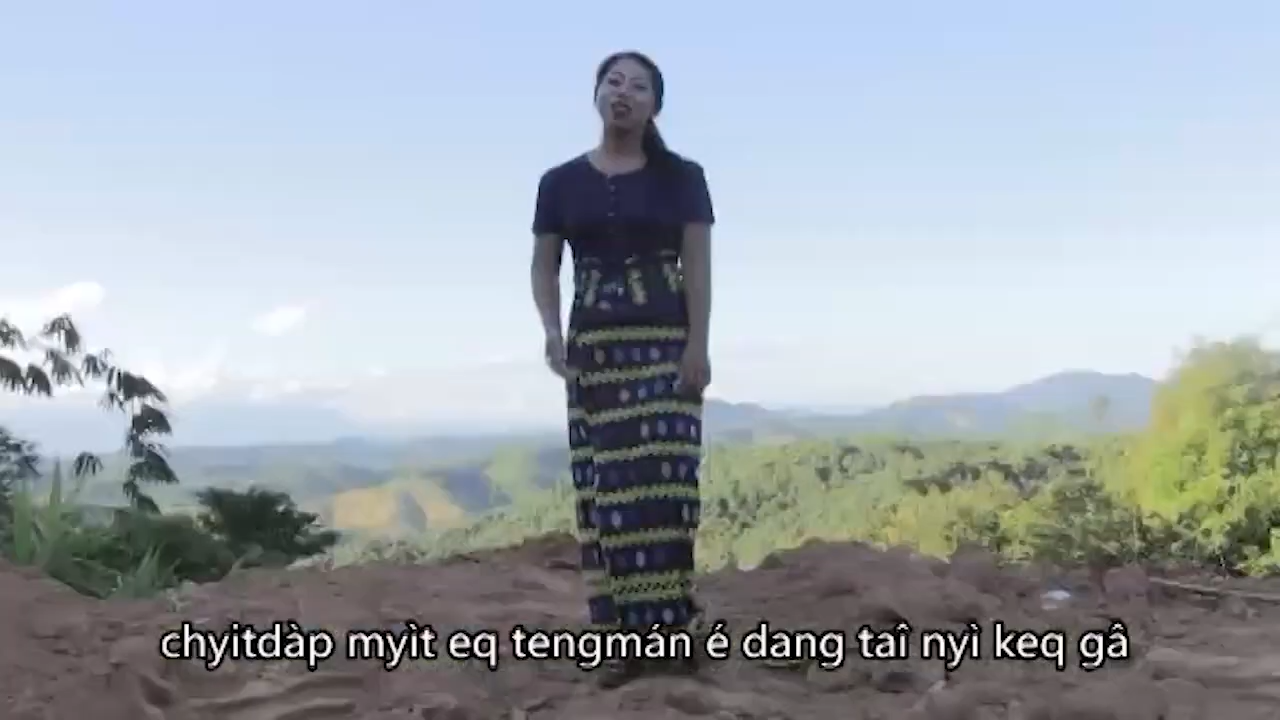 chyitdàp myìt eq tengmán é dang taî nyì keq gâ